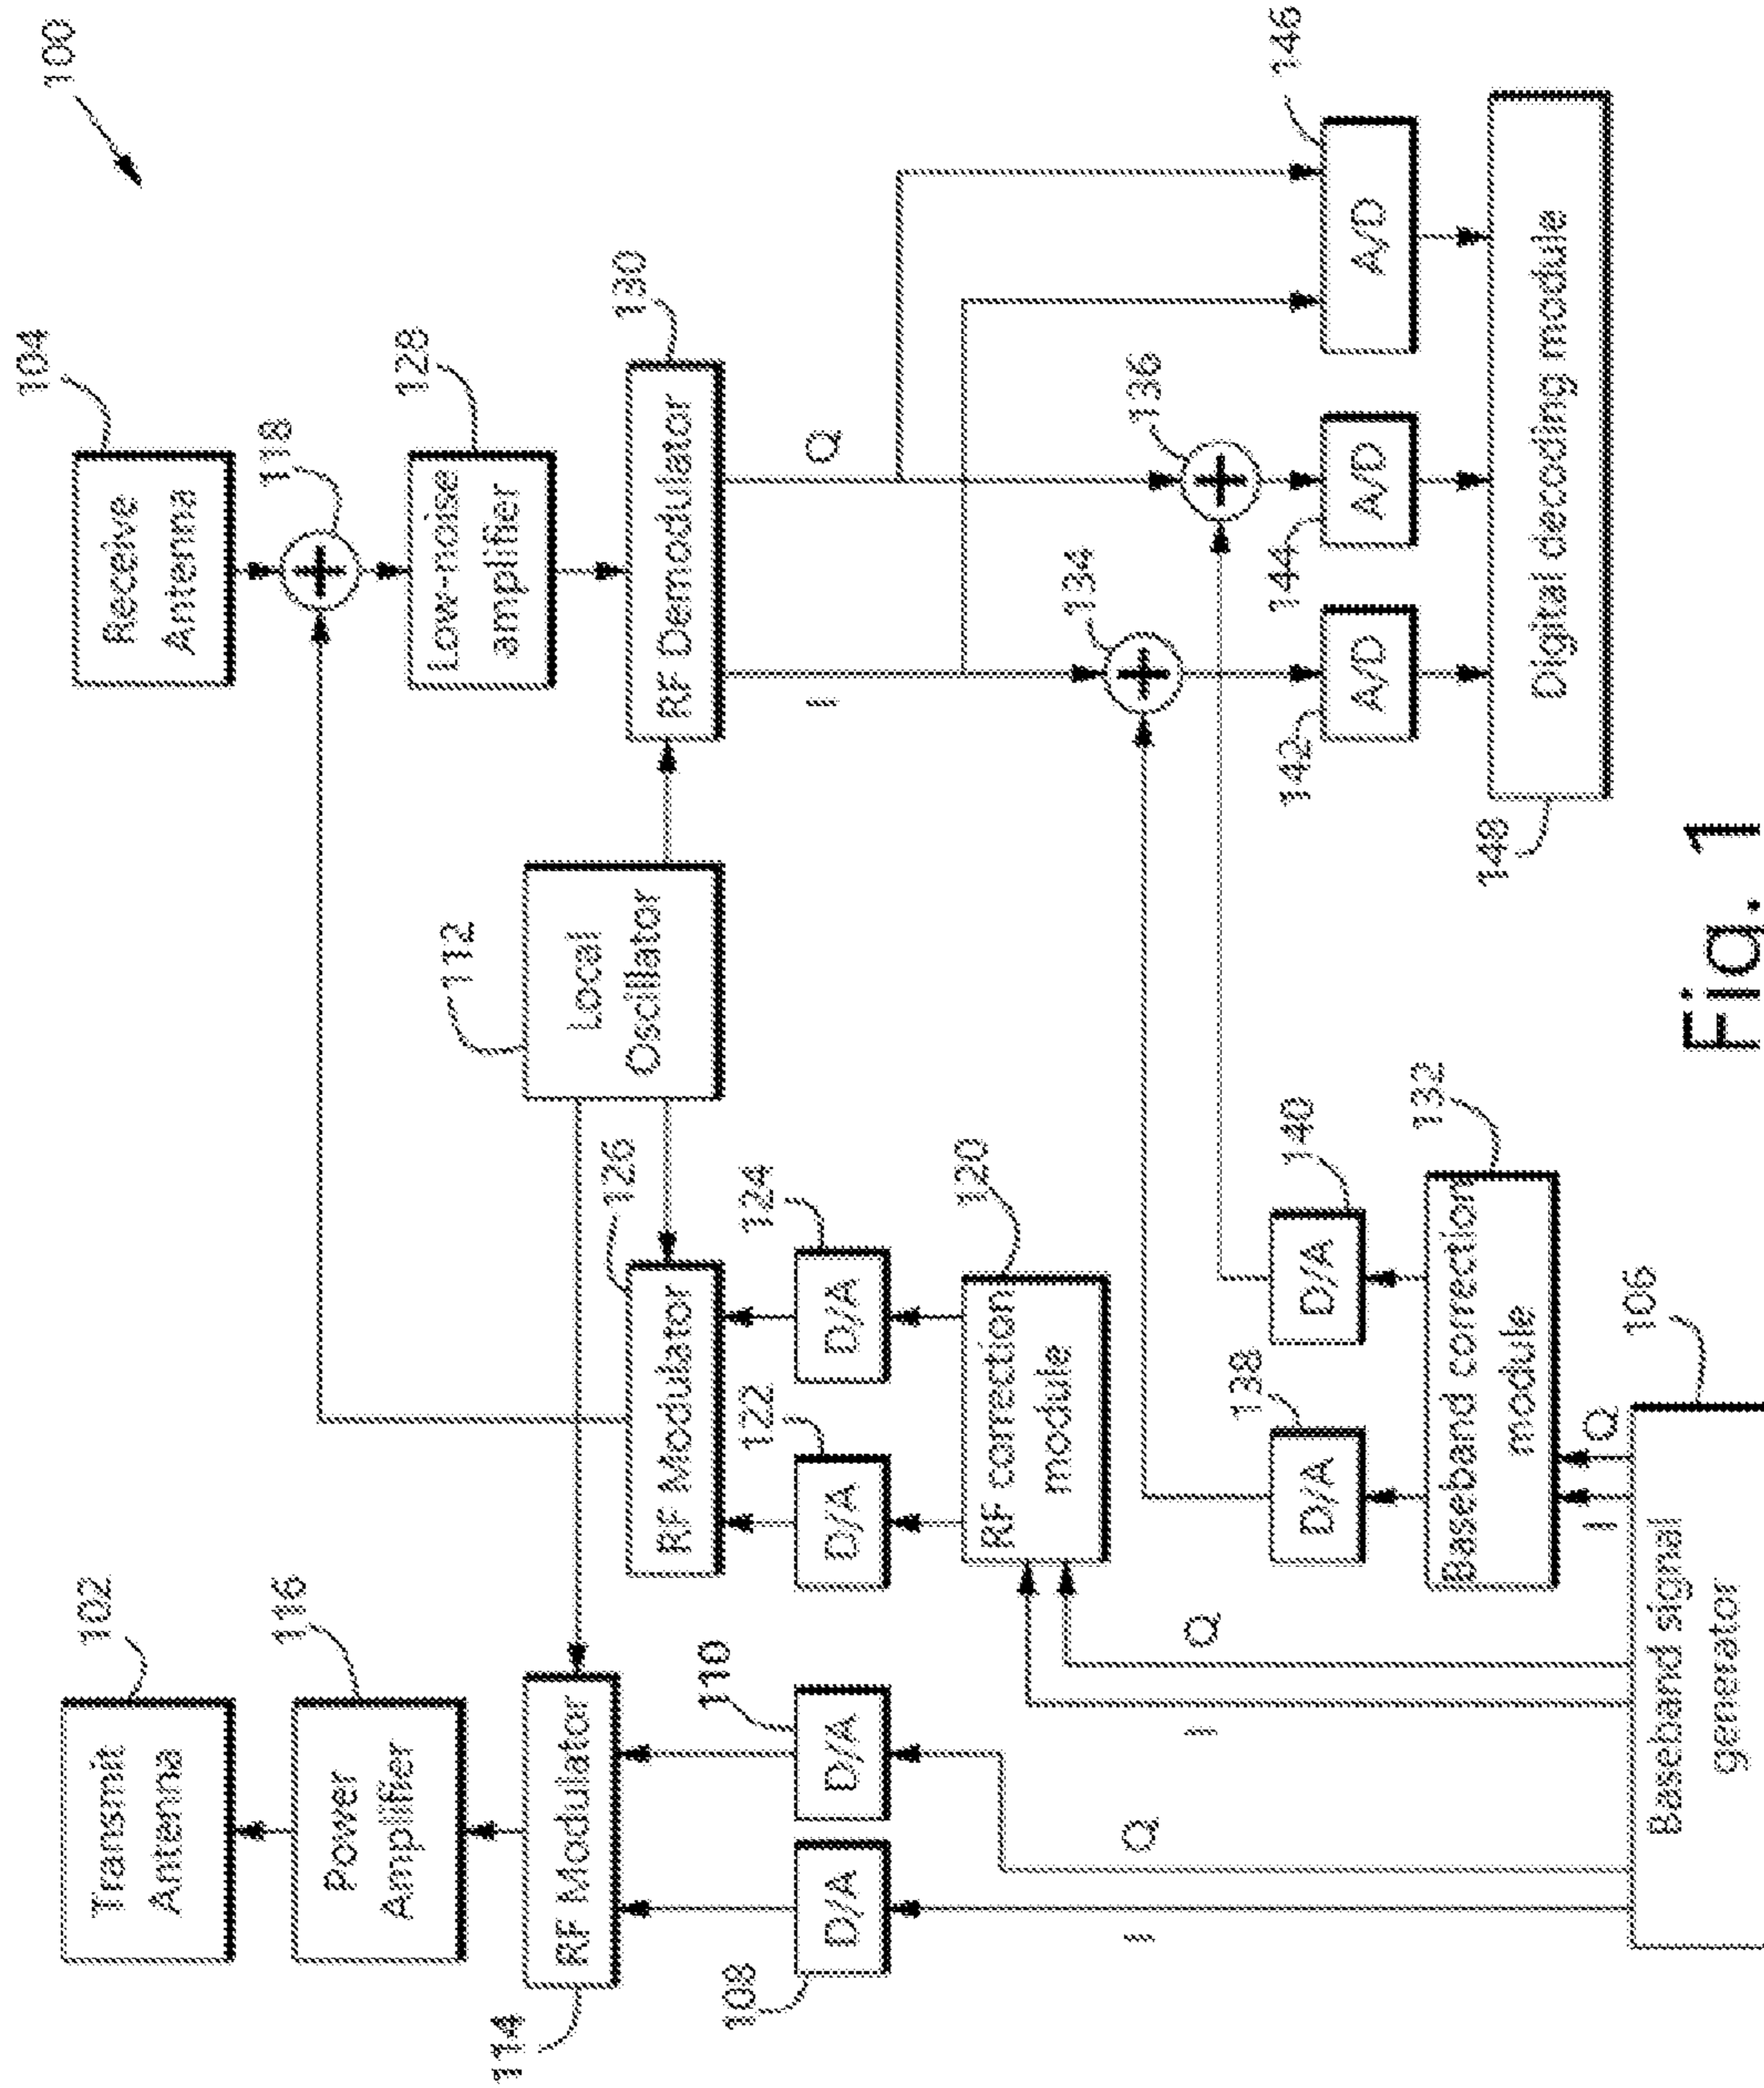 100
102
Transmit
Antenna
104
Receive
Antenna
116
Power
Amplifier
118
112
Local
Oscillator
128
Low-noise
amplifier
114
RF Modulator
126
RF Modulator
130
RF Demodulator
108
D/A
110
D/A
122
D/A
124
D/A
I
Q
RF correction
module
120
I
Q
I
Q
134
136
138
D/A
140
D/A
142
A/D
144
A/D
146
A/D
Baseband correction
module
132
I
Q
148
Digital decoding module
Baseband signal
generator
106
Fig. 1